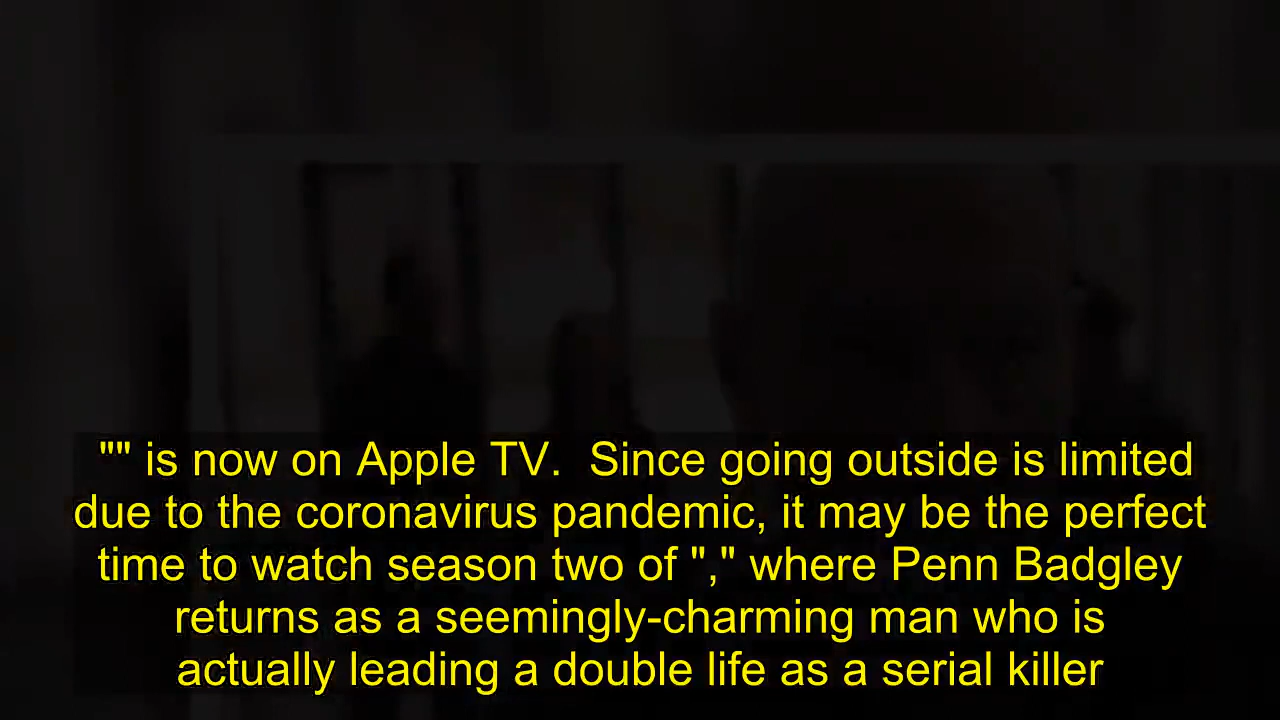 "" is now on Apple TV.  Since going outside is limited
due to the coronavirus pandemic, it may be the perfect
time to watch season two of "," where Penn Badgley
returns as a seemingly-charming man who is
actually leading a double life as a serial killer